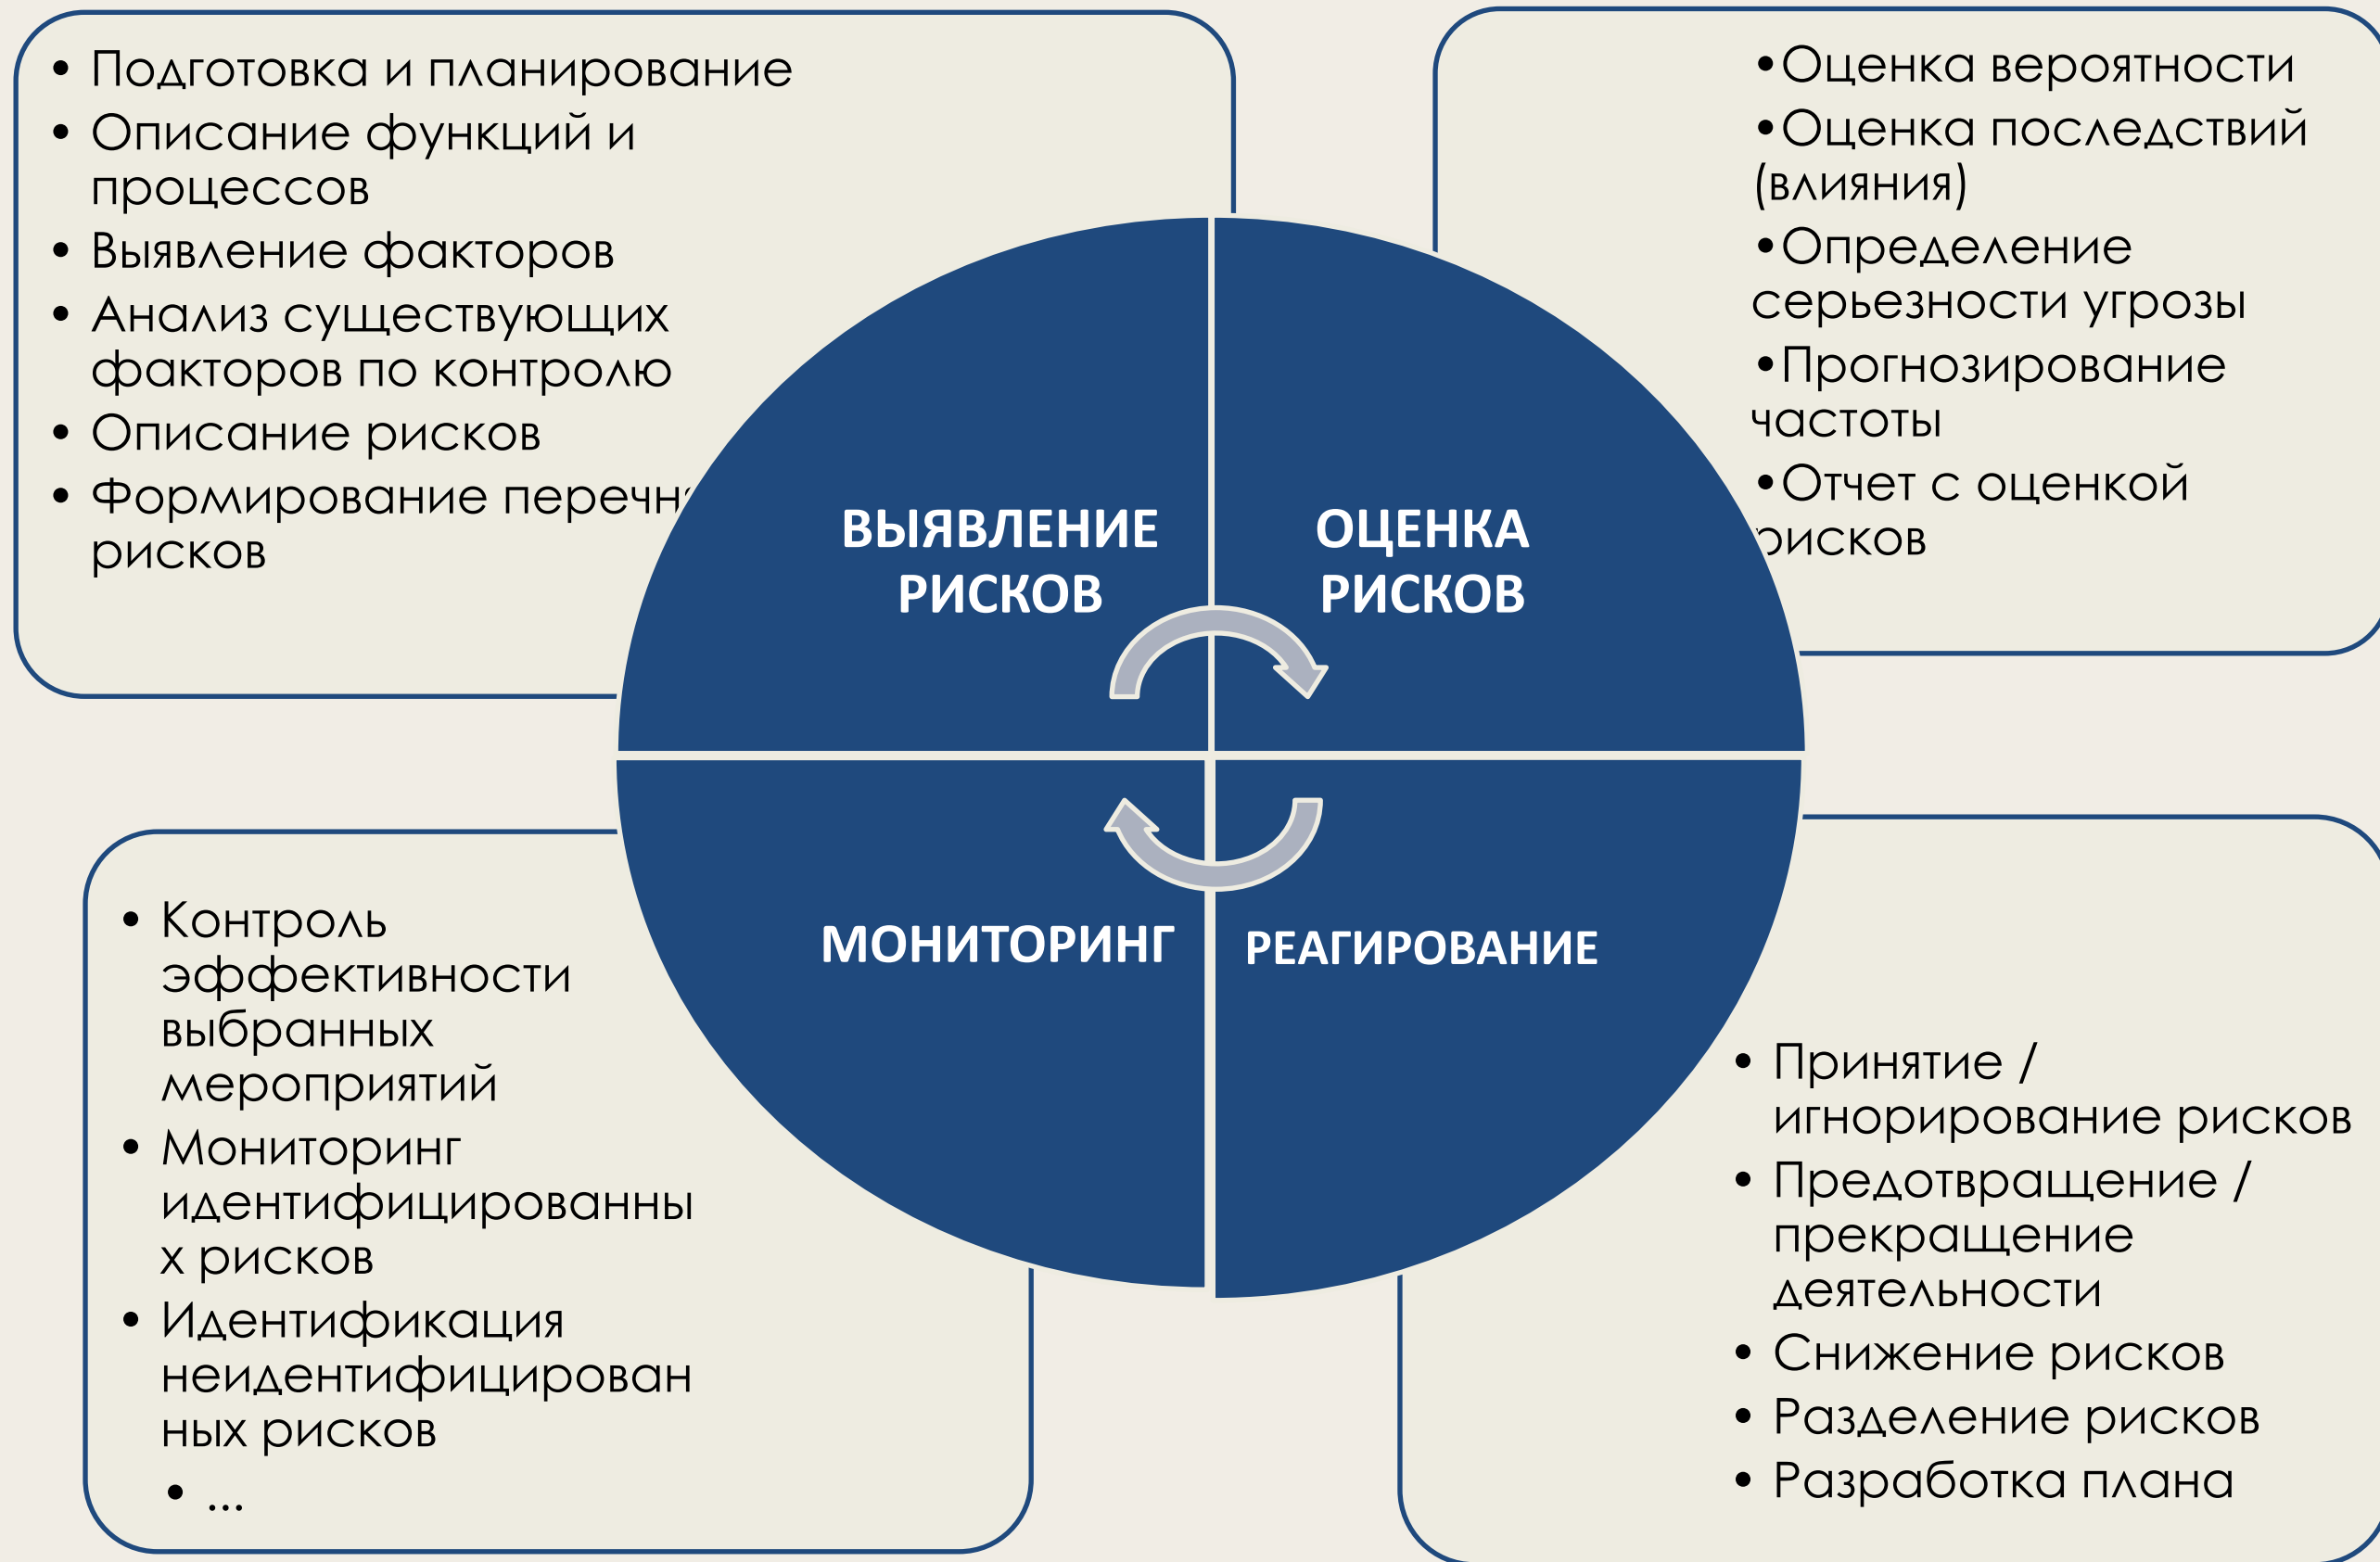 • Подготовка и планирование
• Описание функций и
процессов
• Выявление факторов
• Анализ существующих
факторов по контролю
• Описание рисков
• Формирование
рисков
•Оценка вероятности
•Оценка последствий
(влияния)
•Определение
серьезности угрозы
•Прогнозирование
частоты
•Отчет с оценкой
рисков
ВЫЯВЛЕНИЕ
РИСКОВ
ОЦЕНКА
РИСКОВ
МОНИТОРИНГ
РЕАГИРОВАНИЕ
• Контроль
эффективности
выбранных
мероприятий
• Мониторинг
идентифицированны
х рисков
• Идентификация
неидентифицирован
ных рисков
• ...
• Принятие /
игнорирование рисков
• Предотвращение /
прекращение
деятельности
• Снижение рисков
• Разделение рисков
• Разработка плана